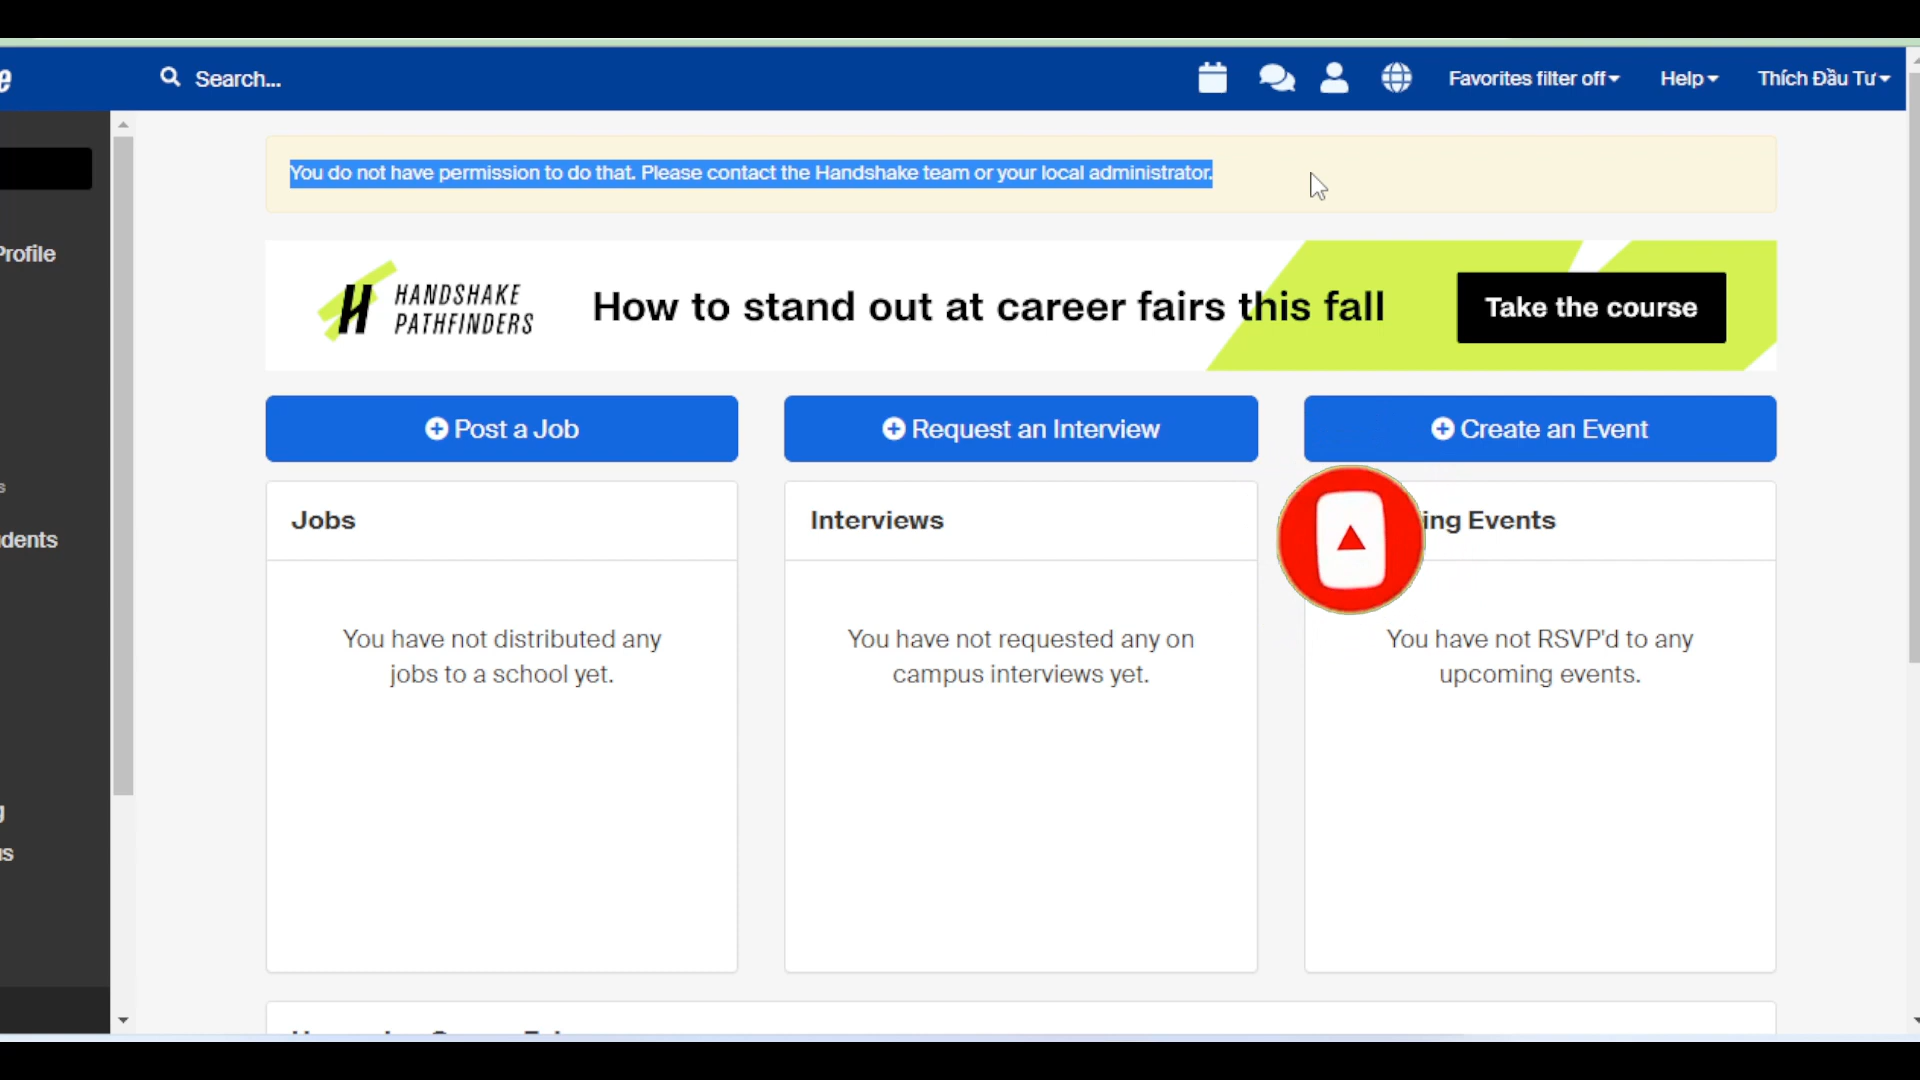 e
Search...
Favorites filter off
Help
Thích Đầu Tư
You do not have permission to do that. Please contact the Handshake team or your local administrator.
Profile
HANDSHAKE
PATHFINDERS
How to stand out at career fairs this fall
Take the course
Post a Job
Request an Interview
Create an Event
s
dents
Jobs
Interviews
ing Events
You have not distributed any
jobs to a school yet.
You have not requested any on
campus interviews yet.
You have not RSVP'd to any
upcoming events.
g
us